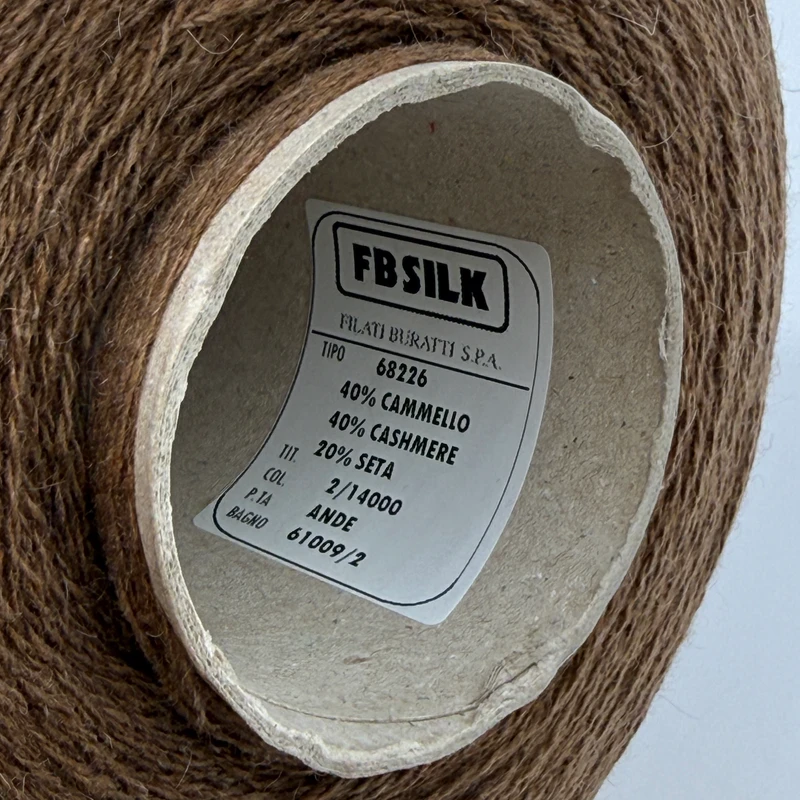 FBSILK
FILATI BURATTI S.P.A.
TIPO 68226
40% CAMMELLO
40% CASHMERE
20% SETA
TIT. 2/14000
COL. ANDE
P.TA 61009/2
BAGNO